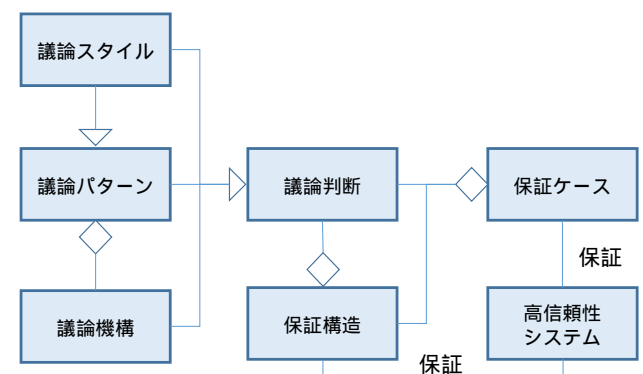 議論スタイル
議論パターン
議論判断
保証ケース
保証
議論機構
保証構造
高信頼性
システム
保証